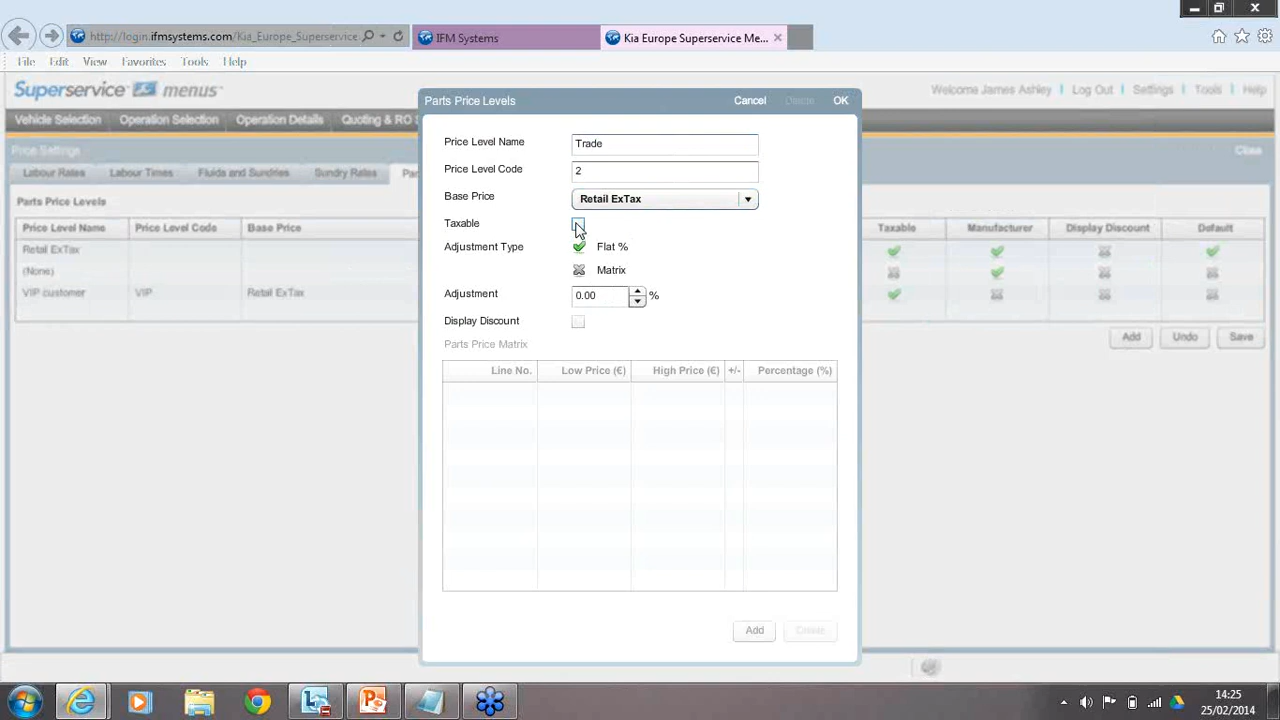 http://login.ifmsystems.com/Kia_Europe_Superservice
IFM Systems
Kia Europe Superservice Me...
File Edit View Favorites Tools Help
Superservice menus
Welcome James Ashley Log Out Settings Tools Help
Vehicle Selection Operation Selection Operation Details Quoting & RO S
Price Settings Close
Labour Rates Labour Times Fluids and Sundries Sundry Rates Par
Parts Price Levels
Price Level Name Price Level Code Base Price Taxable Manufacturer Display Discount Default
Retail ExTax
(None)
VIP customer VIP Retail ExTax
Add Undo Save
Parts Price Levels Cancel Delete OK
Price Level Name Trade
Price Level Code 2
Base Price Retail ExTax
Taxable
Adjustment Type Flat %
Matrix
Adjustment 0.00 %
Display Discount
Parts Price Matrix
Line No. Low Price (€) High Price (€) +/- Percentage (%)
Add Delete
14:25
25/02/2014